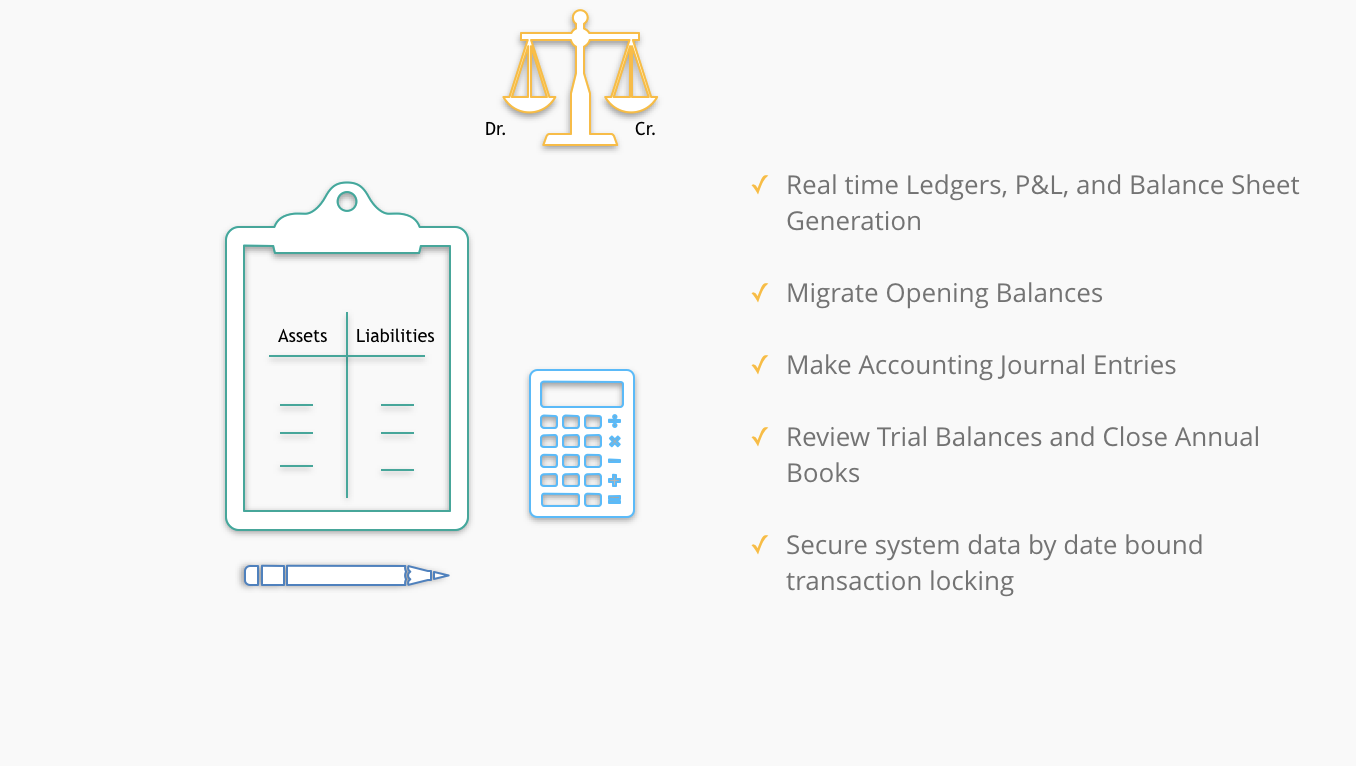 Dr.
Cr.
Assets
Liabilities
Real time Ledgers, P&L, and Balance Sheet
Generation
Migrate Opening Balances
Make Accounting Journal Entries
Review Trial Balances and Close Annual
Books
Secure system data by date bound
transaction locking